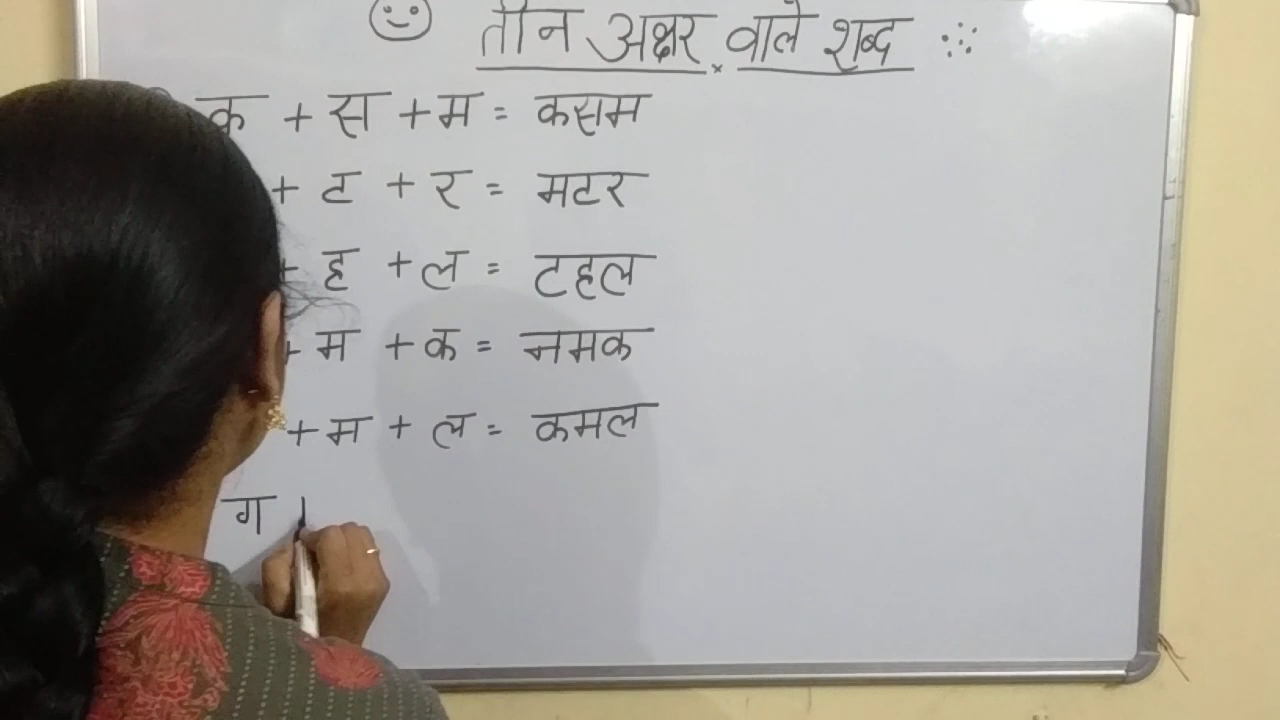 तीन अक्षर वाले शब्द
क + स + म = कसम
+ ट + र = मटर
+ ह + ल = टहल
+ म + क = नमक
+ म + ल = कमल
ग